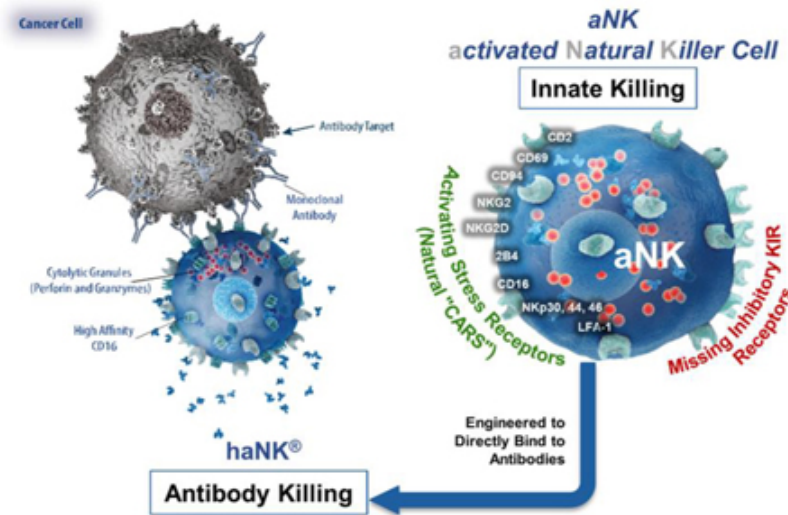 Cancer Cell
Antibody Target
Monoclonal
Antibody
Cytolytic Granules
(Perforin and Granzymes)
High Affinity
CD16
haNK®
Antibody Killing
aNK
activated Natural Killer Cell
Innate Killing
CD2
CD69
CD94
NKG2
NKG2D
2B4
CD16
NKp30, 44, 46
LFA-1
aNK
Activating Stress Receptors
(Natural "CARS")
Missing Inhibitory KIR
Receptors
Engineered to
Directly Bind to
Antibodies